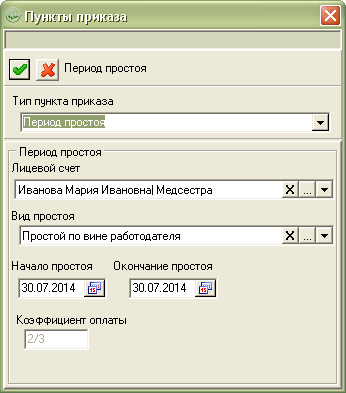 Пункты приказа
Период простоя
Тип пункта приказа
Период простоя
Период простоя
Лицевой счет
Иванова Мария Ивановна| Медсестра
Вид простоя
Простой по вине работодателя
Начало простоя Окончание простоя
30.07.2014 30.07.2014
Коэффициент оплаты
2/3